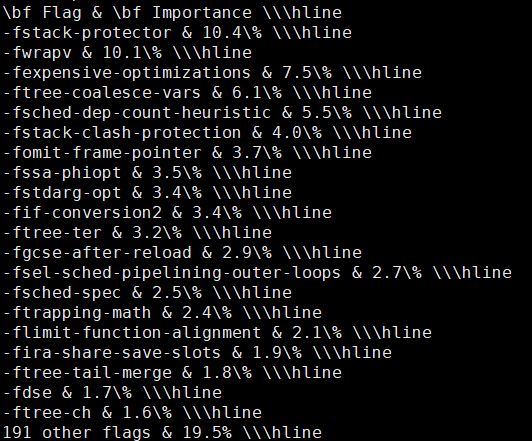 \bf Flag & \bf Importance \\\hline
-fstack-protector & 10.4\% \\\hline
-fwrapv & 10.1\% \\\hline
-fexpensive-optimizations & 7.5\% \\\hline
-ftree-coalesce-vars & 6.1\% \\\hline
-fsched-dep-count-heuristic & 5.5\% \\\hline
-fstack-clash-protection & 4.0\% \\\hline
-fomit-frame-pointer & 3.7\% \\\hline
-fssa-phiopt & 3.5\% \\\hline
-fstdarg-opt & 3.4\% \\\hline
-fif-conversion2 & 3.4\% \\\hline
-ftree-ter & 3.2\% \\\hline
-fgcse-after-reload & 2.9\% \\\hline
-fsel-sched-pipelining-outer-loops & 2.7\% \\\hline
-fsched-spec & 2.5\% \\\hline
-ftrapping-math & 2.4\% \\\hline
-flimit-function-alignment & 2.1\% \\\hline
-fira-share-save-slots & 1.9\% \\\hline
-ftree-tail-merge & 1.8\% \\\hline
-fdse & 1.7\% \\\hline
-ftree-ch & 1.6\% \\\hline
191 other flags & 19.5\% \\\hline